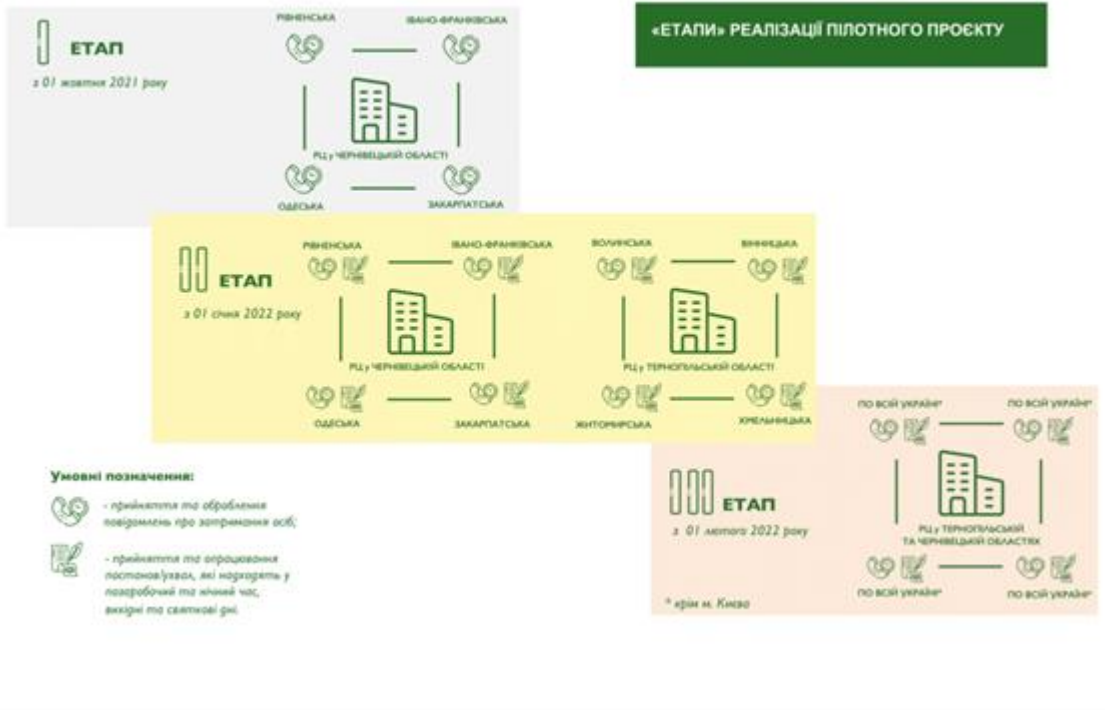 «ЕТАПИ» РЕАЛІЗАЦІЇ ПІЛОТНОГО ПРОЄКТУ
I ЕТАП
з 01 жовтня 2021 року
РІВНЕНСЬКА
ІВАНО-ФРАНКІВСЬКА
РЦ у ЧЕРНІВЕЦЬКІЙ ОБЛАСТІ
ОДЕСЬКА
ЗАКАРПАТСЬКА
II ЕТАП
з 01 січня 2022 року
РІВНЕНСЬКА
ІВАНО-ФРАНКІВСЬКА
РЦ у ЧЕРНІВЕЦЬКІЙ ОБЛАСТІ
ОДЕСЬКА
ЗАКАРПАТСЬКА
ВОЛИНСЬКА
ВІННИЦЬКА
РЦ у ТЕРНОПІЛЬСЬКІЙ ОБЛАСТІ
ЖИТОМИРСЬКА
ХМЕЛЬНИЦЬКА
III ЕТАП
з 01 лютого 2022 року
ПО ВСІЙ УКРАЇНІ*
ПО ВСІЙ УКРАЇНІ*
РЦ у ТЕРНОПІЛЬСЬКІЙ
ТА ЧЕРНІВЕЦЬКІЙ ОБЛАСТЯХ
ПО ВСІЙ УКРАЇНІ*
ПО ВСІЙ УКРАЇНІ*
* крім м. Києва
Умовні позначення:
- прийняття та оброблення
повідомлень про затримання осіб;
- прийняття та опрацювання
постанов/ухвал, які надходять у
позаробочий та нічний час,
вихідні та святкові дні.